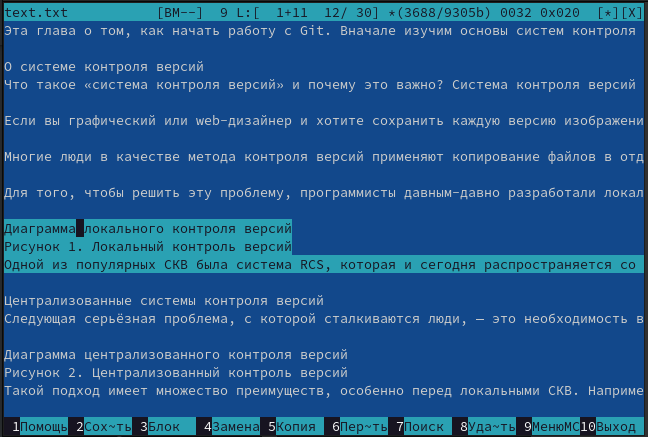 text.txt [BM--] 9 L:[ 1+11 12/ 30] *(3688/9305b) 0032 0x020 [*][X]
Эта глава о том, как начать работу с Git. Вначале изучим основы систем контроля
О системе контроля версий
Что такое «система контроля версий» и почему это важно? Система контроля версий
Если вы графический или web-дизайнер и хотите сохранить каждую версию изображени
Многие люди в качестве метода контроля версий применяют копирование файлов в отд
Для того, чтобы решить эту проблему, программисты давным-давно разработали локал
Диаграмма локального контроля версий
Рисунок 1. Локальный контроль версий
Одной из популярных СКВ была система RCS, которая и сегодня распространяется со
Централизованные системы контроля версий
Следующая серьёзная проблема, с которой сталкиваются люди, — это необходимость в
Диаграмма централизованного контроля версий
Рисунок 2. Централизованный контроль версий
Такой подход имеет множество преимуществ, особенно перед локальными СКВ. Наприме
1Помощь 2Сох~ть 3Блок 4Замена 5Копия 6Пер~ть 7Поиск 8Уда~ть 9МенюМС 10Выход